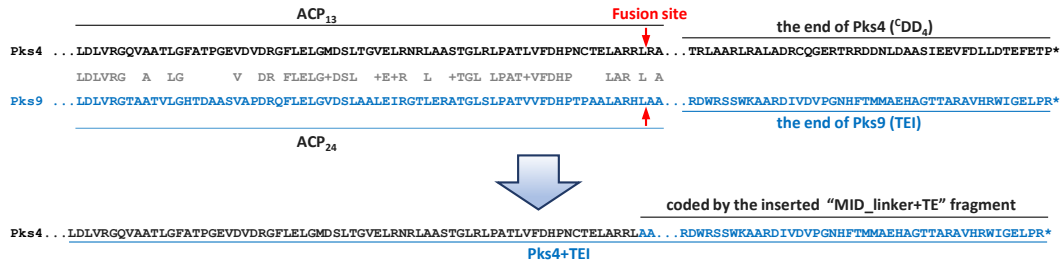 ACP13 Fusion site the end of Pks4 (CDD4)
Pks4 ...LDLVRGQVAATLGFATPGEVDVDRGFLELGMDSLTGVELRNRLAASTGLRLPATLVFDHPNCTELARRLRA ...TRLAARLRALADRCQGERTRRDDNLDAASIEEVFDLLDTEFETP*
LDLVRG A LG V DR FLELG+DSL +E+R L +TGL LPAT+VFDHP LAR L A
Pks9 ...LDLVRGTAATVLGHTDAASVAPDRQFLELGVDSLAALEIRGTLERATGLSLPATVVFDHPTPAALARHLAA ...RDWRSSWKAARDIVDVPGNHFTMMAEHAGTTARAVHRWIGELPR*
ACP24 the end of Pks9 (TEI)
coded by the inserted “MID_linker+TE” fragment
Pks4...LDLVRGQVAATLGFATPGEVDVDRGFLELGMDSLTGVELRNRLAASTGLRLPATLVFDHPNCTELARRLAA...RDWRSSWKAARDIVDVPGNHFTMMAEHAGTTARAVHRWIGELPR*
Pks4+TEI